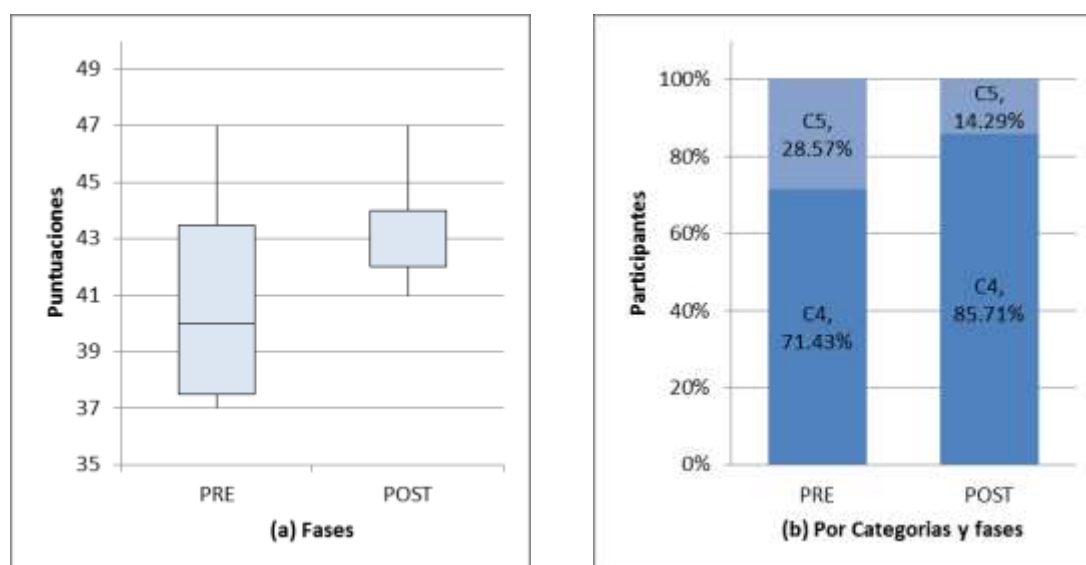 Puntuaciones
49
47
45
43
41
39
37
35
PRE
POST
(a) Fases
Participantes
100%
80%
60%
40%
20%
0%
C5,
28.57%
C4,
71.43%
C5,
14.29%
C4,
85.71%
PRE
POST
(b) Por Categorias y fases